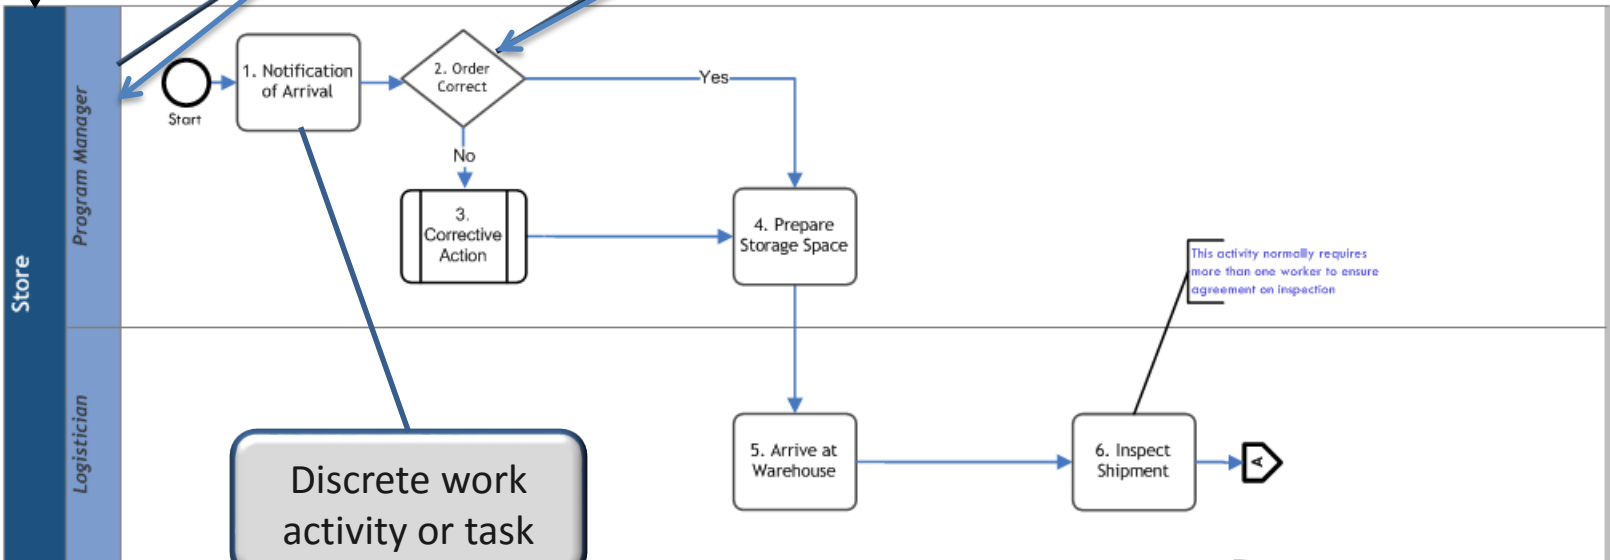 Store
Program Manager
Start
1. Notification
of Arrival
2. Order
Correct
Yes
No
3.
Corrective
Action
4. Prepare
Storage Space
This activity normally requires
more than one worker to ensure
agreement on inspection
Logistician
5. Arrive at
Warehouse
6. Inspect
Shipment
A
Discrete work
activity or task